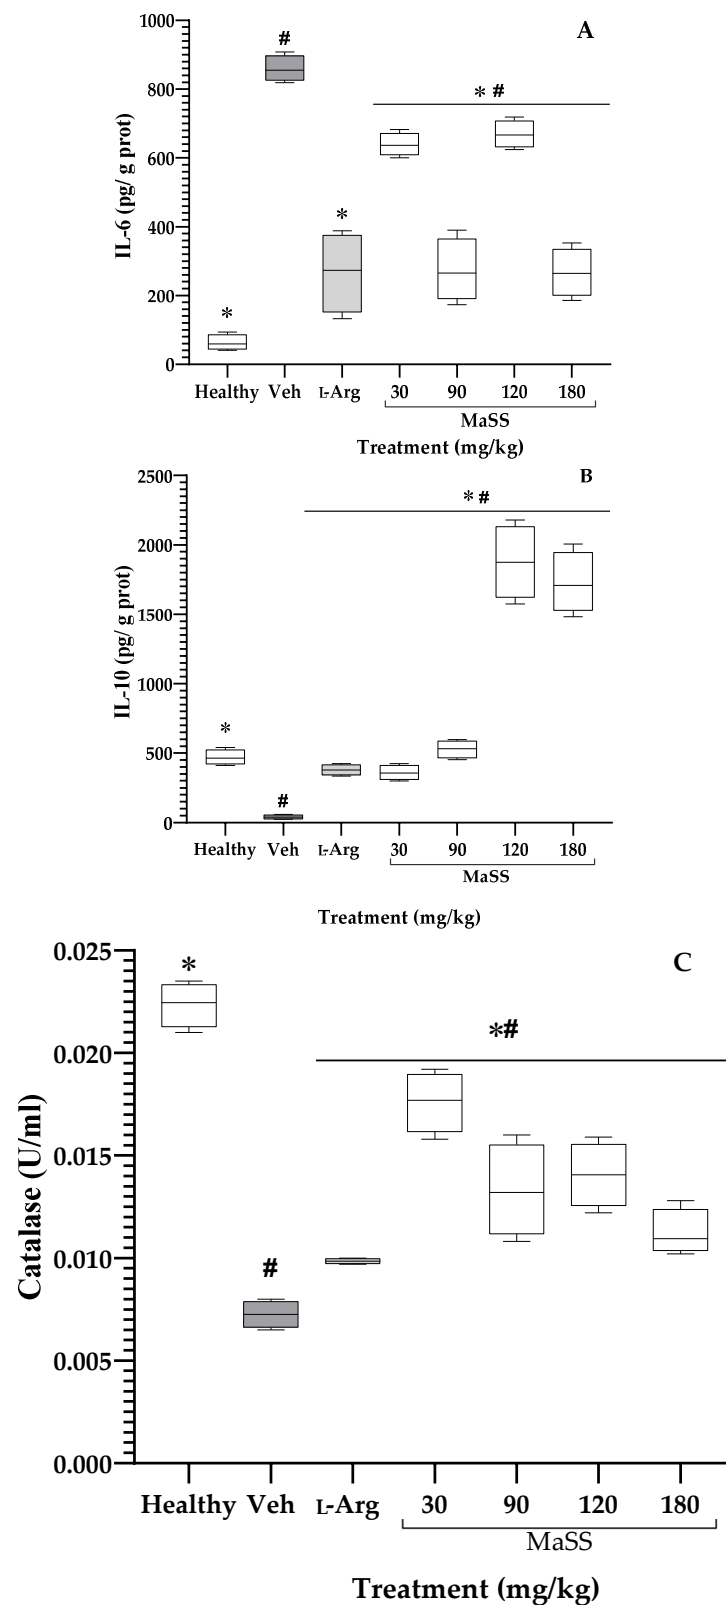 A
IL-6 (pg/ g prot)
1000
800
600
400
200
0
#
* #
*
*
Healthy Veh L-Arg 30 90 120 180
MaSS
Treatment (mg/kg)
B
IL-10 (pg/ g prot)
2500
2000
1500
1000
500
0
* #
*
#
Healthy Veh L-Arg 30 90 120 180
MaSS
Treatment (mg/kg)
C
Catalase (U/ml)
0.025
0.020
0.015
0.010
0.005
0.000
*
*#
#
Healthy Veh L-Arg 30 90 120 180
MaSS
Treatment (mg/kg)